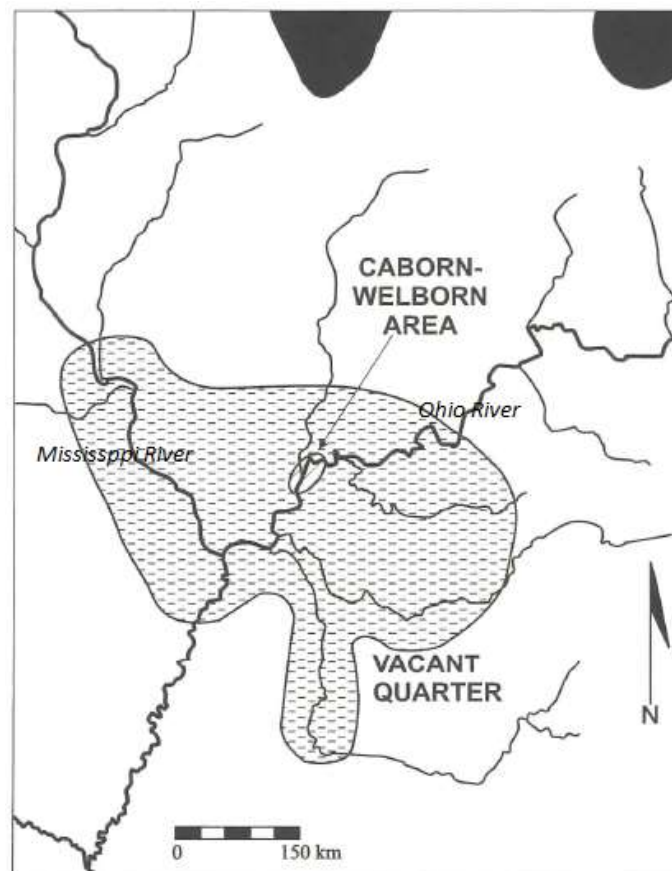 CABORN-
WELBORN
AREA
Ohio River
Mississppi River
VACANT
QUARTER
N
0 150 km